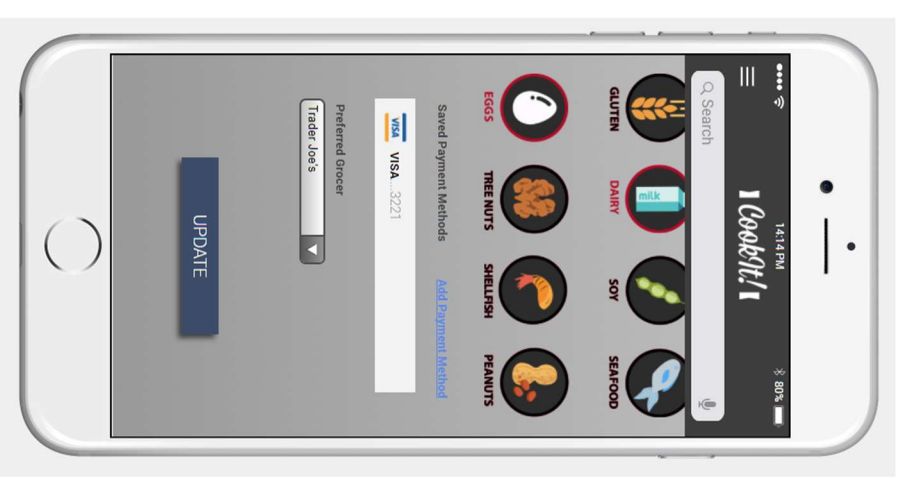 14:14 PM
80%
CookIt!
Search
GLUTEN
DAIRY
milk
SOY
SEAFOOD
EGGS
TREE NUTS
SHELLFISH
PEANUTS
Saved Payment Methods
Add Payment Method
VISA
VISA ...3221
Preferred Grocer
Trader Joe's
UPDATE